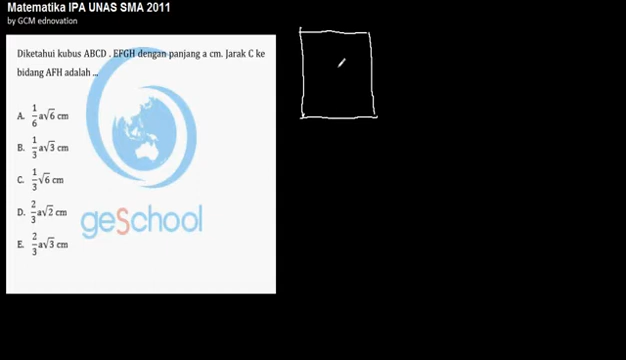 Matematika IPA UNAS SMA 2011
by GCM ednovation
Diketahui kubus ABCD . EFGH dengan panjang a cm. Jarak C ke
bidang AFH adalah ...
A. 1/6 a√6 cm
B. 1/3 a√3 cm
C. 1/3 √6 cm
D. 2/3 a√2 cm
E. 2/3 a√3 cm
geSchool